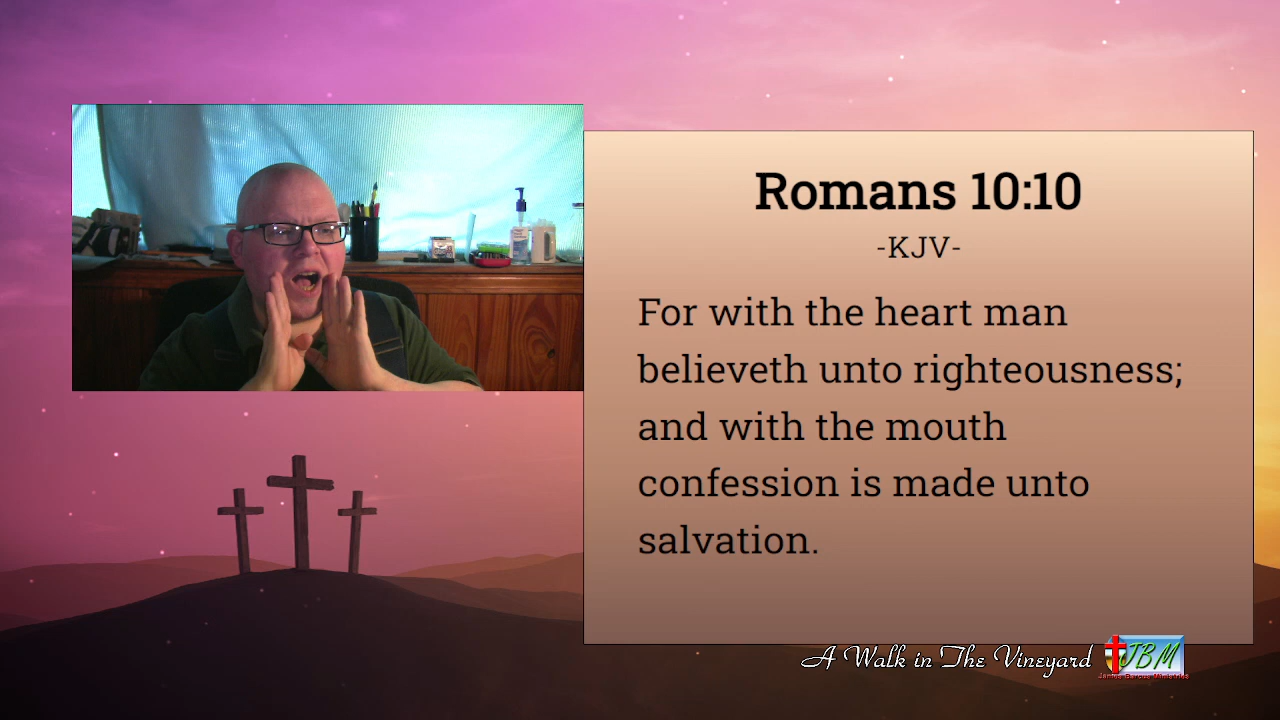 Romans 10:10
-KJV-
For with the heart man
believeth unto righteousness;
and with the mouth
confession is made unto
salvation.
A Walk in The Vineyard
JBM